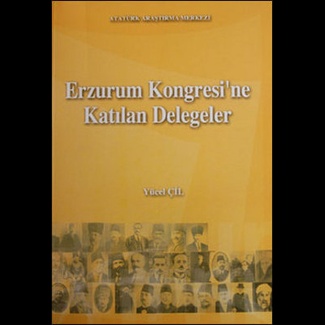 ATATÜRK ARAŞTIRMA MERKEZİ
Erzurum Kongresi'ne
Katılan Delegeler
Yücel ÇİL